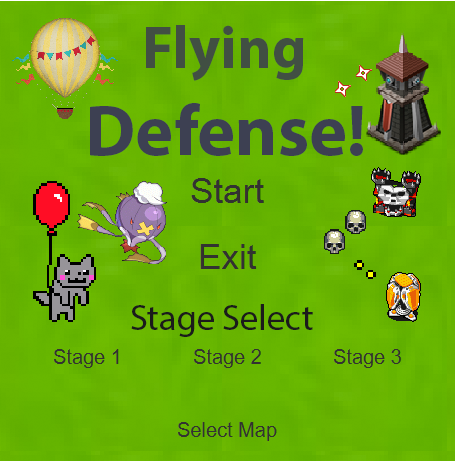 Flying
Defense!
Start
Exit
Stage Select
Stage 1 Stage 2 Stage 3
Select Map